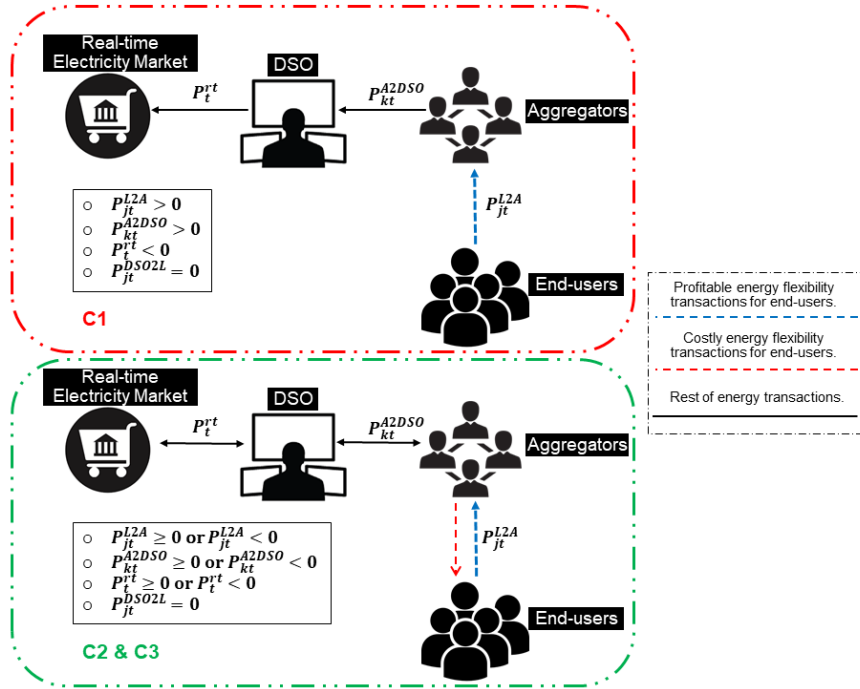 Real-time
Electricity Market
DSO
Aggregators
P_t^{rt}
P_{kt}^{A2DSO}
P_{jt}^{L2A}
○ P_{jt}^{L2A} > 0
○ P_{kt}^{A2DSO} > 0
○ P_t^{rt} < 0
○ P_{jt}^{DSO2L} = 0
End-users
C1
Profitable energy flexibility
transactions for end-users.
Costly energy flexibility
transactions for end-users.
Rest of energy transactions.
Real-time
Electricity Market
DSO
Aggregators
P_t^{rt}
P_{kt}^{A2DSO}
P_{jt}^{L2A}
○ P_{jt}^{L2A} ≥ 0 or P_{jt}^{L2A} < 0
○ P_{kt}^{A2DSO} ≥ 0 or P_{kt}^{A2DSO} < 0
○ P_t^{rt} ≥ 0 or P_t^{rt} < 0
○ P_{jt}^{DSO2L} = 0
End-users
C2 & C3